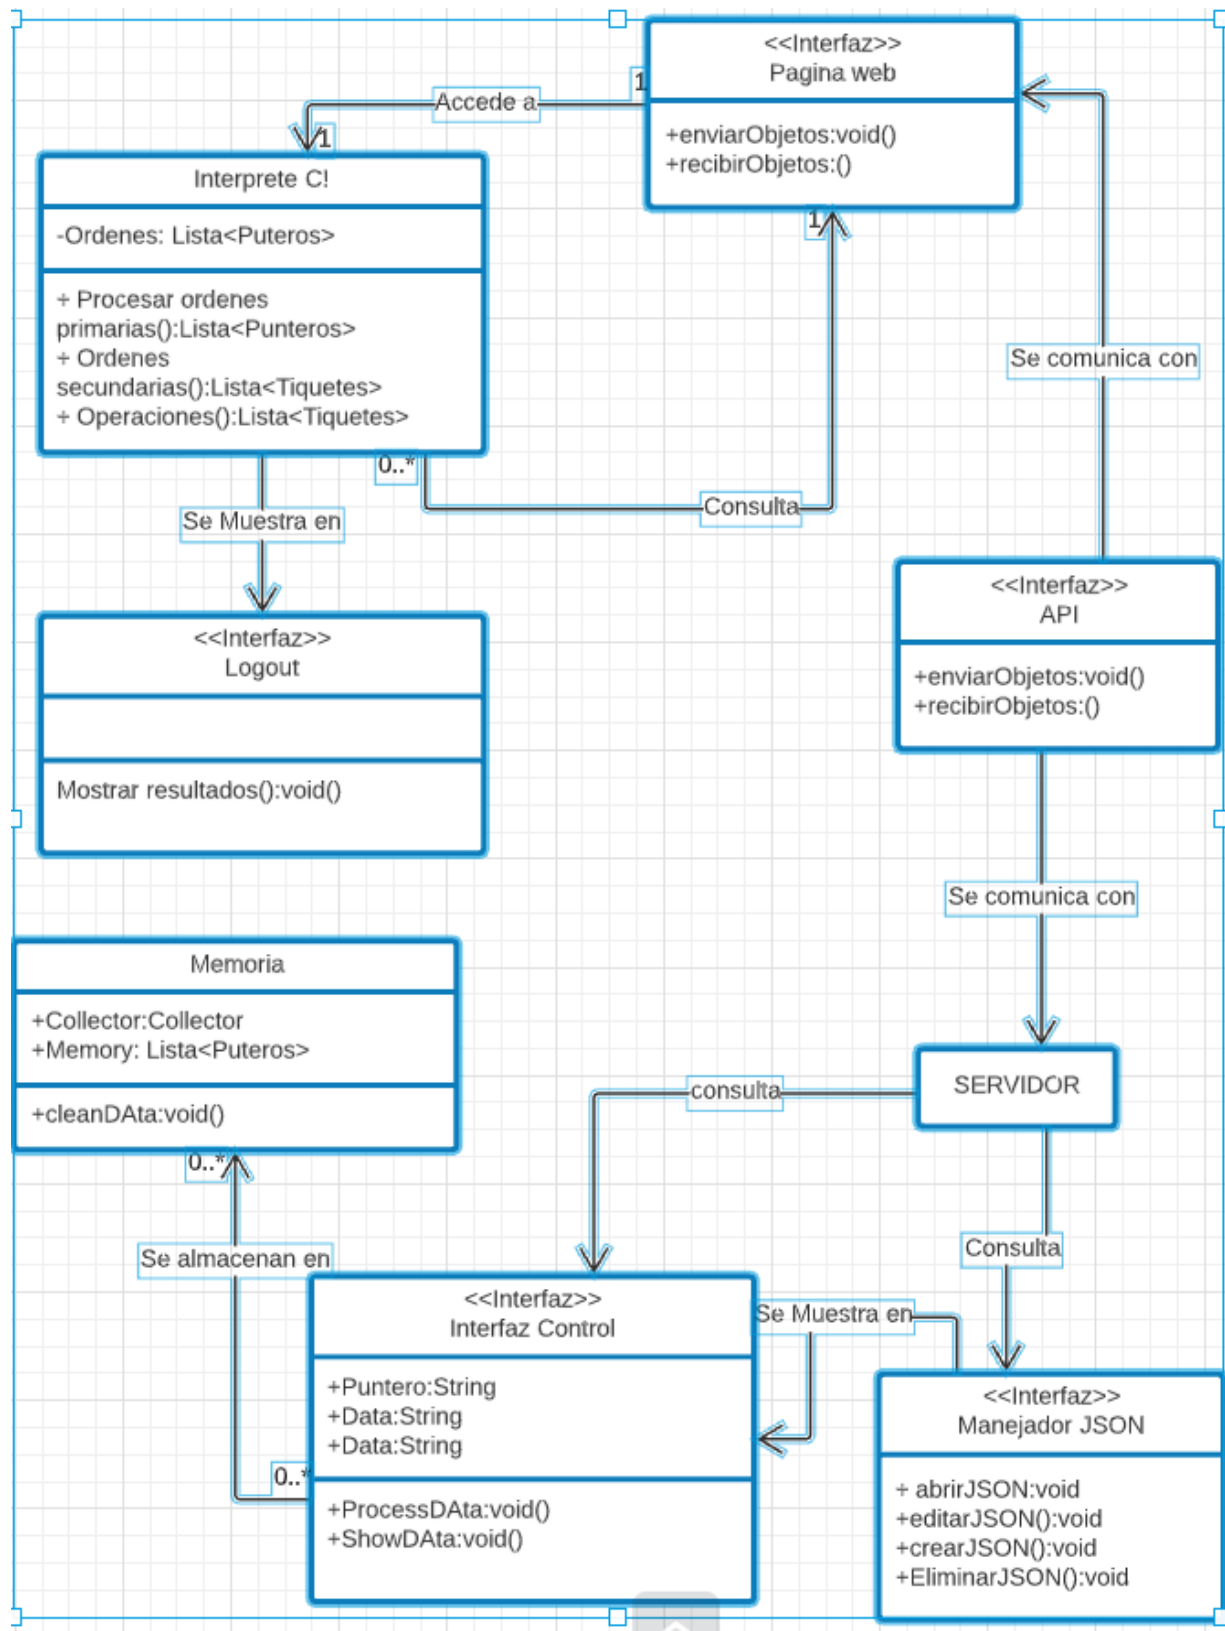 <<Interfaz>>
Pagina web
+enviarObjetos:void()
+recibirObjetos:()
1
Accede a
1
Interprete C!
-Ordenes: Lista<Puteros>
+ Procesar ordenes
primarias():Lista<Punteros>
+ Ordenes
secundarias():Lista<Tiquetes>
+ Operaciones():Lista<Tiquetes>
1
Se comunica con
0..*
Consulta
Se Muestra en
<<Interfaz>>
API
+enviarObjetos:void()
+recibirObjetos:()
<<Interfaz>>
Logout
Mostrar resultados():void()
Se comunica con
Memoria
+Collector:Collector
+Memory: Lista<Puteros>
+cleanDAta:void()
SERVIDOR
consulta
0..*
Se almacenan en
Consulta
<<Interfaz>>
Interfaz Control
+Puntero:String
+Data:String
+Data:String
+ProcessDAta:void()
+ShowDAta:void()
0..*
Se Muestra en
<<Interfaz>>
Manejador JSON
+ abrirJSON:void
+editarJSON():void
+crearJSON():void
+EliminarJSON():void